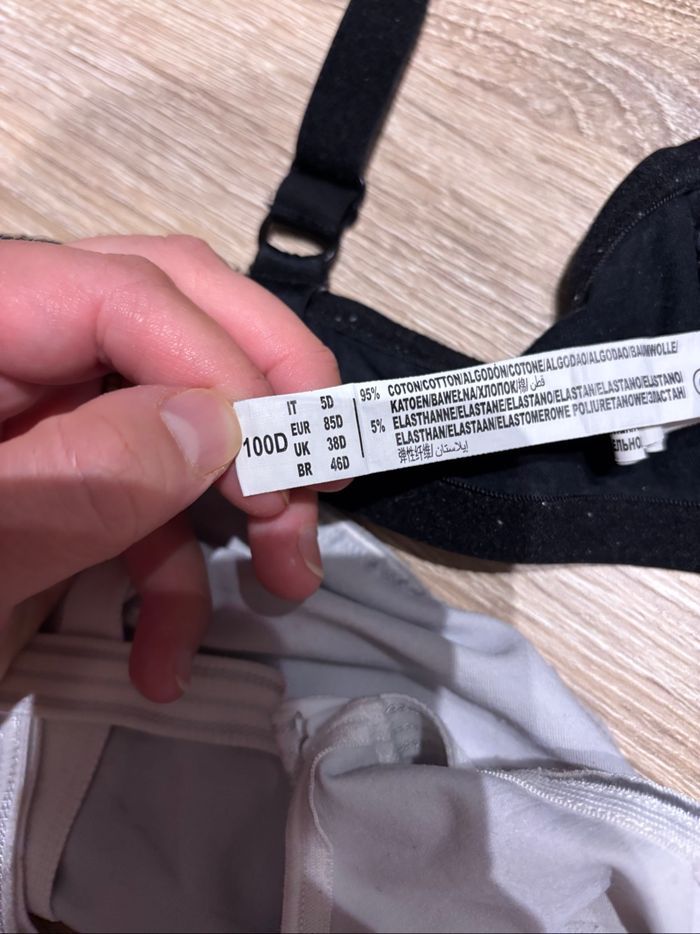 100D
IT 5D
EUR 85D
UK 38D
BR 46D
95% COTON/COTTON/ALGODÓN/COTONE/ALGODAO/ALGODAO/BAUMWOLLE/
KATOEN/BAWEŁNA/ХЛОПОК/棉/قطن
5% ELASTHANNE/ELASTANE/ELASTANO/ELASTAN/ELASTANO/ELASTANO/
ELASTHAN/ELASTAAN/ELASTOMEROWE POLIURETANOWE/ЭЛАСТАН/
弹性纤维/إيلاستان